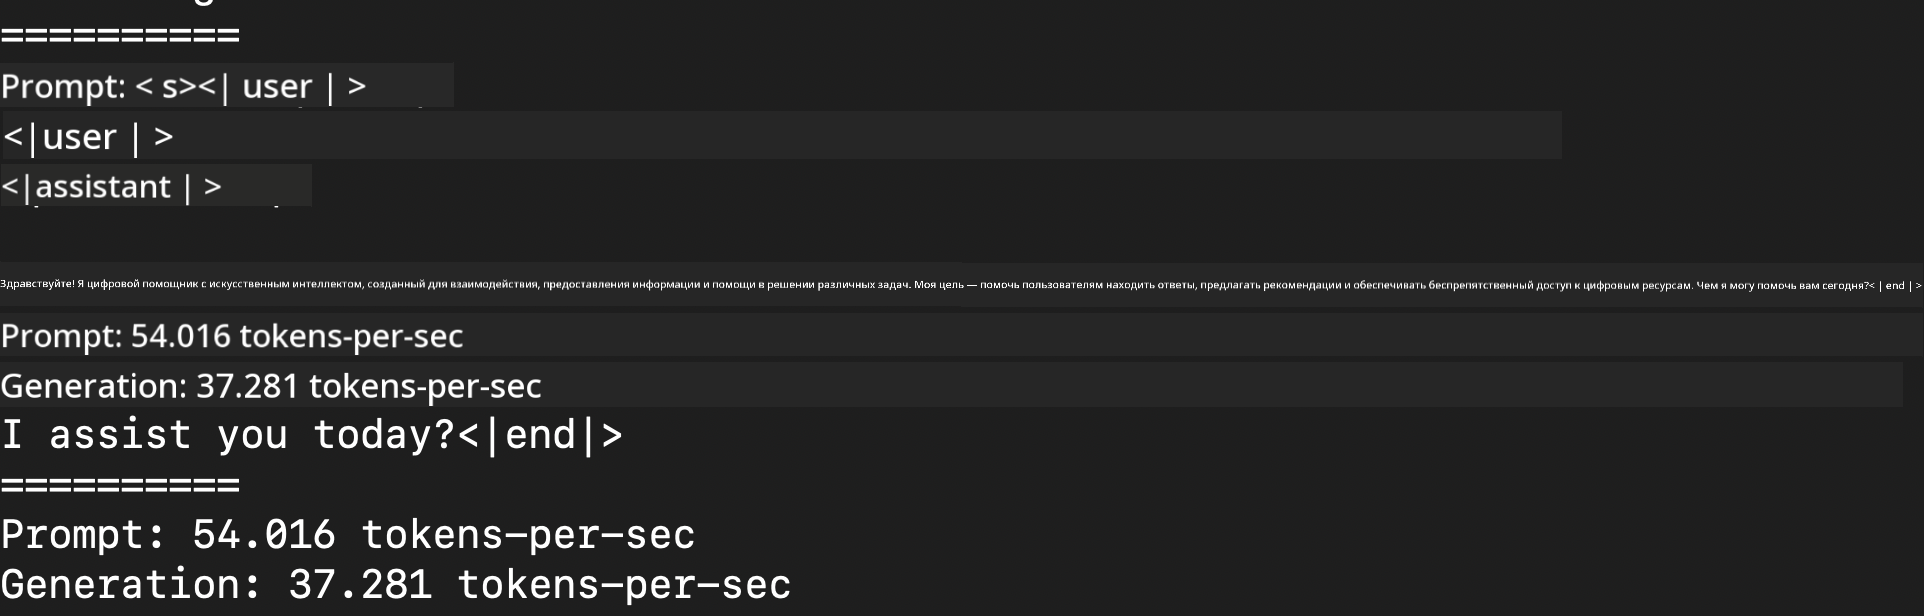 ==========
Prompt: < s><| user | >
<|user | >
<|assistant | >
Здравствуйте! Я цифровой помощник с искусственным интеллектом, созданный для взаимодействия, предоставления информации и помощи в решении различных задач. Моя цель — помочь пользователям находить ответы, предлагать рекомендации и обеспечивать беспрепятственный доступ к цифровым ресурсам. Чем я могу помочь вам сегодня?< | end | >
Prompt: 54.016 tokens-per-sec
Generation: 37.281 tokens-per-sec
I assist you today?<|end|>
==========
Prompt: 54.016 tokens-per-sec
Generation: 37.281 tokens-per-sec